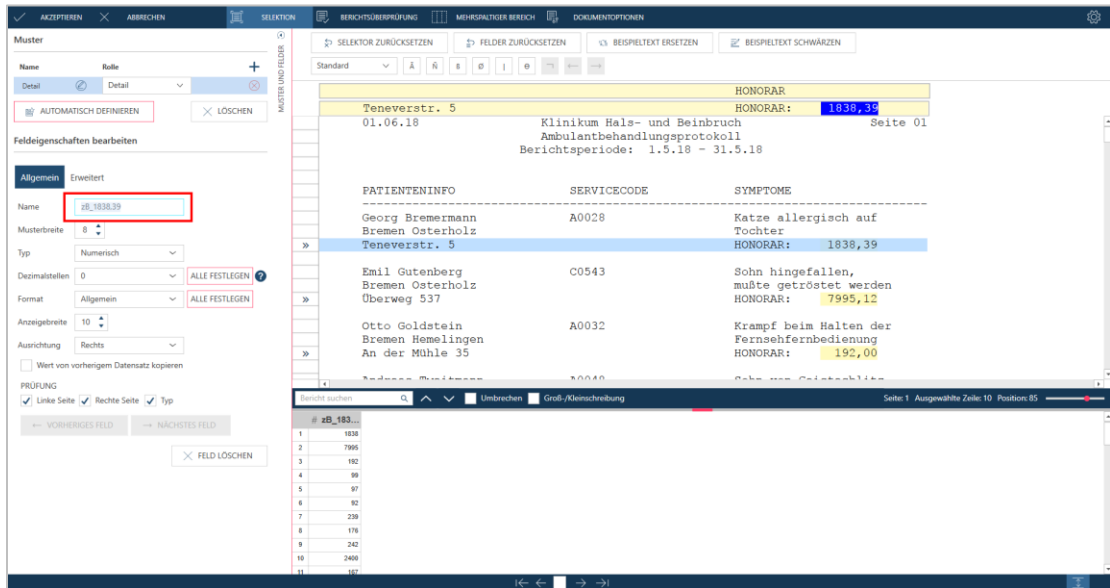 AKZEPTIEREN ABBRECHEN SELEKTION BERICHTSÜBERPRÜFUNG MEHRSPALTIGER BEREICH DOKUMENTOPTIONEN
Muster
Name Rolle
Detail Detail
AUTOMATISCH DEFINIEREN LÖSCHEN
Feldeigenschaften bearbeiten
Allgemein Erweitert
Name zB_1838,39
Musterbreite 8
Typ Numerisch
Dezimalstellen 0 ALLE FESTLEGEN ?
Format Allgemein ALLE FESTLEGEN
Anzeigebreite 10
Ausrichtung Rechts
Wert von vorherigem Datensatz kopieren
PRÜFUNG
Linke Seite Rechte Seite Typ
VORHERIGES FELD NÄCHSTES FELD
FELD LÖSCHEN
MUSTER UND FELDER
SELEKTOR ZURÜCKSETZEN FELDER ZURÜCKSETZEN BEISPIELTEXT ERSETZEN BEISPIELTEXT SCHWÄRZEN
Standard Ã Ñ ß Ø | ⊖ ¬
HONORAR
Teneverstr. 5 HONORAR: 1838,39
01.06.18 Klinikum Hals- und Beinbruch Seite 01
Ambulantbehandlungsprotokoll
Berichtsperiode: 1.5.18 - 31.5.18
PATIENTENINFO SERVICECODE SYMPTOME
Georg Bremermann A0028 Katze allergisch auf
Bremen Osterholz Tochter
» Teneverstr. 5 HONORAR: 1838,39
Emil Gutenberg C0543 Sohn hingefallen,
Bremen Osterholz mußte getröstet werden
» Überweg 537 HONORAR: 7995,12
Otto Goldstein A0032 Krampf beim Halten der
Bremen Hemelingen Fernsehfernbedienung
» An der Mühle 35 HONORAR: 192,00
Bericht suchen Umbrechen Groß-/Kleinschreibung Seite: 1 Ausgewählte Zeile: 10 Position: 85
# zB_183...
1 1838
2 7995
3 192
4 99
5 97
6 92
7 239
8 176
9 242
10 2400
11 167